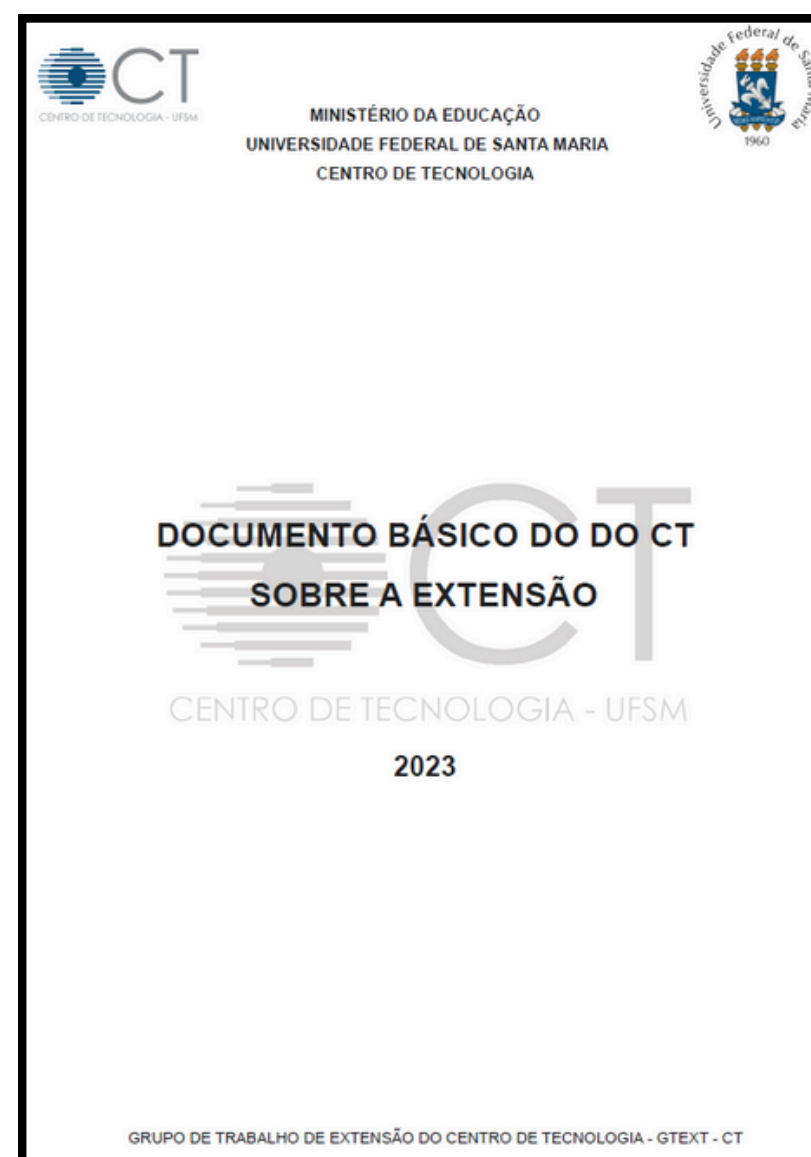 CT
CENTRO DE TECNOLOGIA - UFSM
Universidade Federal de Santa Maria
1960
MINISTÉRIO DA EDUCAÇÃO
UNIVERSIDADE FEDERAL DE SANTA MARIA
CENTRO DE TECNOLOGIA
DOCUMENTO BÁSICO DO DO CT
SOBRE A EXTENSÃO
CT
CENTRO DE TECNOLOGIA - UFSM
2023
GRUPO DE TRABALHO DE EXTENSÃO DO CENTRO DE TECNOLOGIA - GTEXT - CT